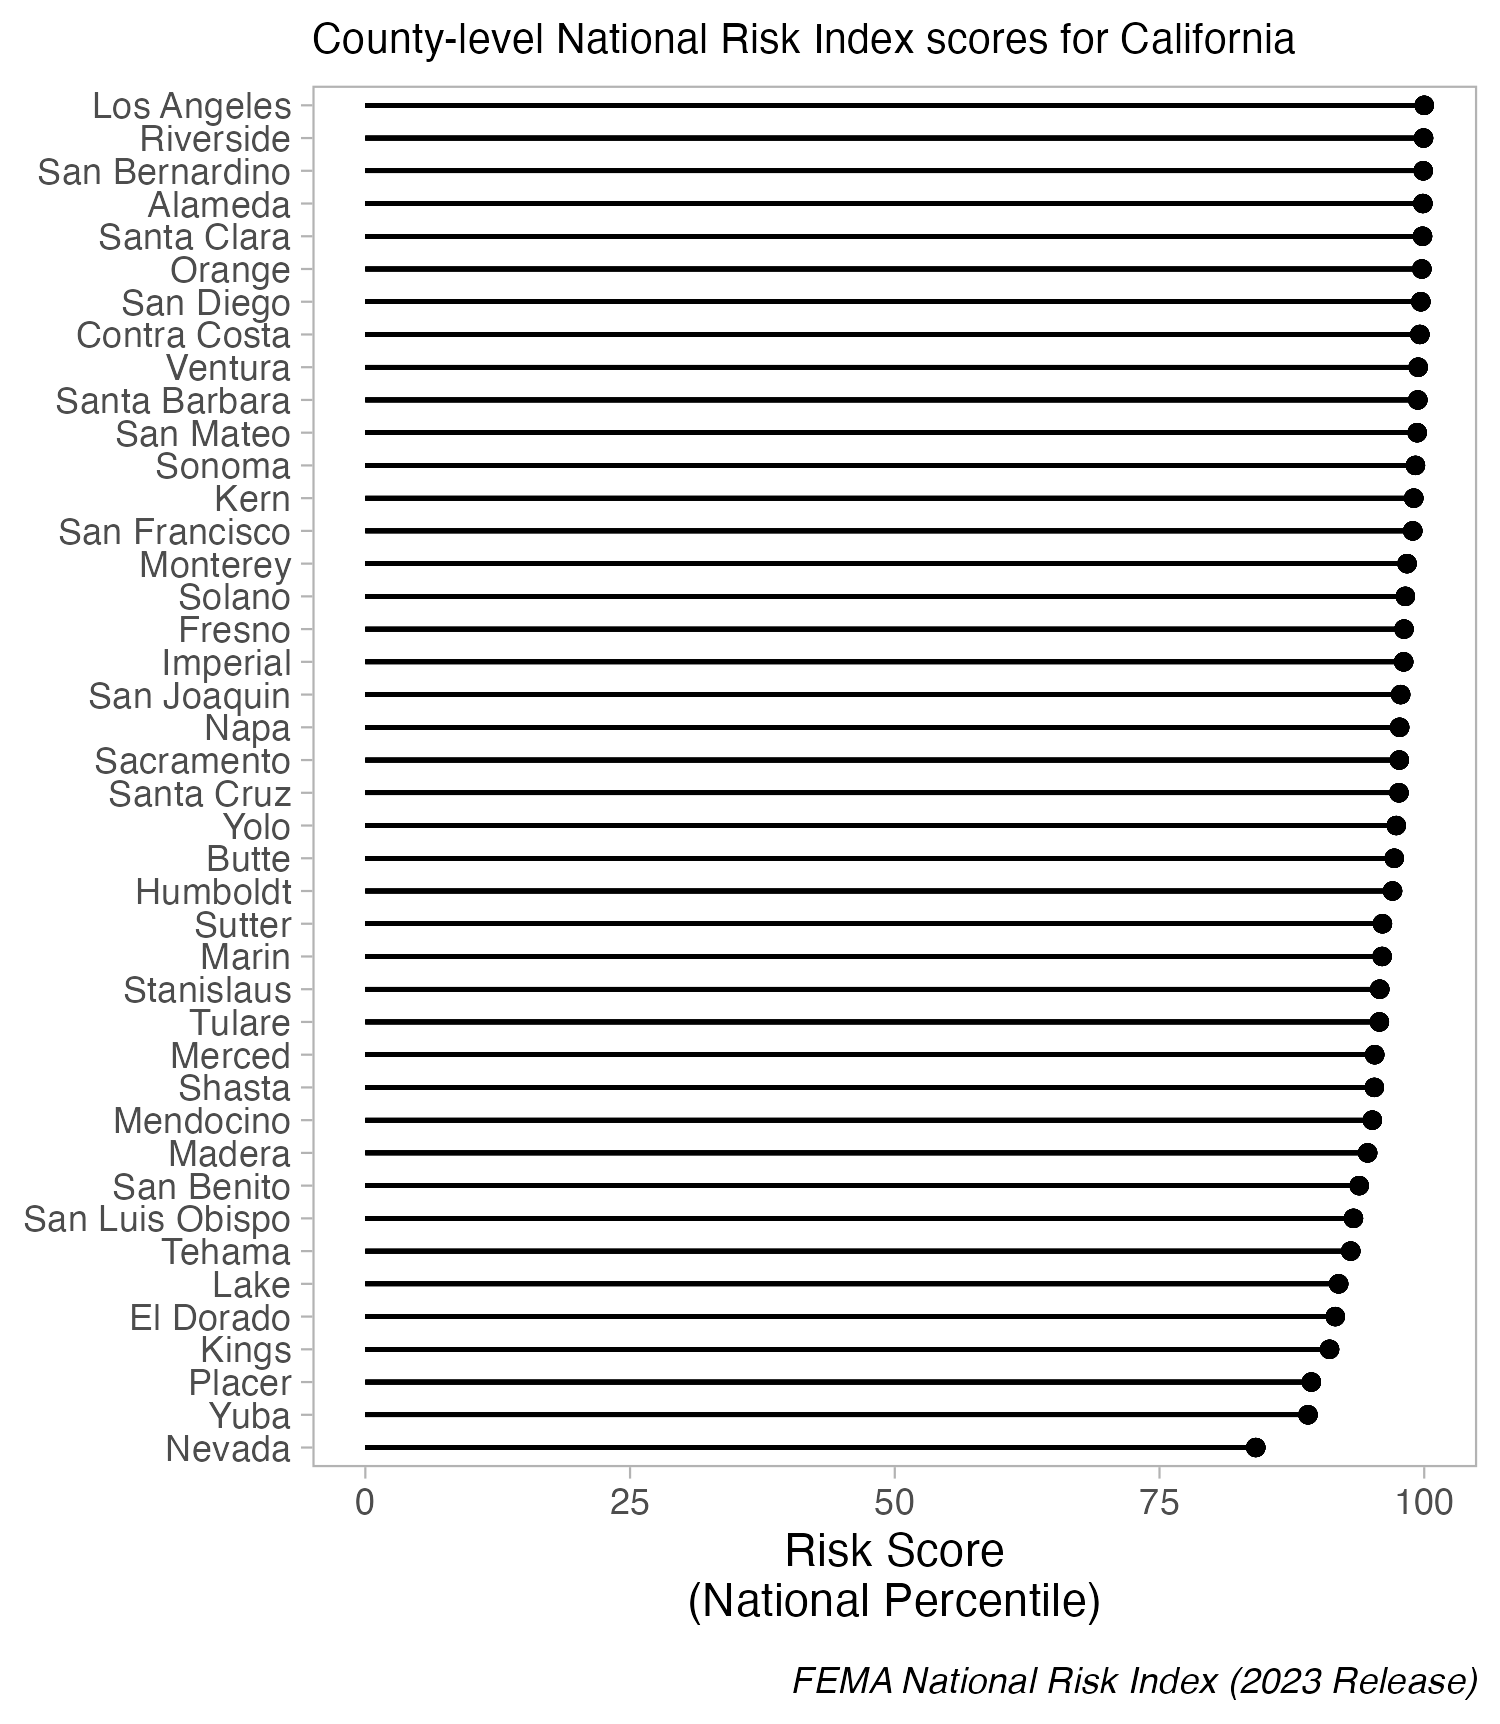 County-level National Risk Index scores for California
Los Angeles
Riverside
San Bernardino
Alameda
Santa Clara
Orange
San Diego
Contra Costa
Ventura
Santa Barbara
San Mateo
Sonoma
Kern
San Francisco
Monterey
Solano
Fresno
Imperial
San Joaquin
Napa
Sacramento
Santa Cruz
Yolo
Butte
Humboldt
Sutter
Marin
Stanislaus
Tulare
Merced
Shasta
Mendocino
Madera
San Benito
San Luis Obispo
Tehama
Lake
El Dorado
Kings
Placer
Yuba
Nevada
0 25 50 75 100
Risk Score
(National Percentile)
FEMA National Risk Index (2023 Release)